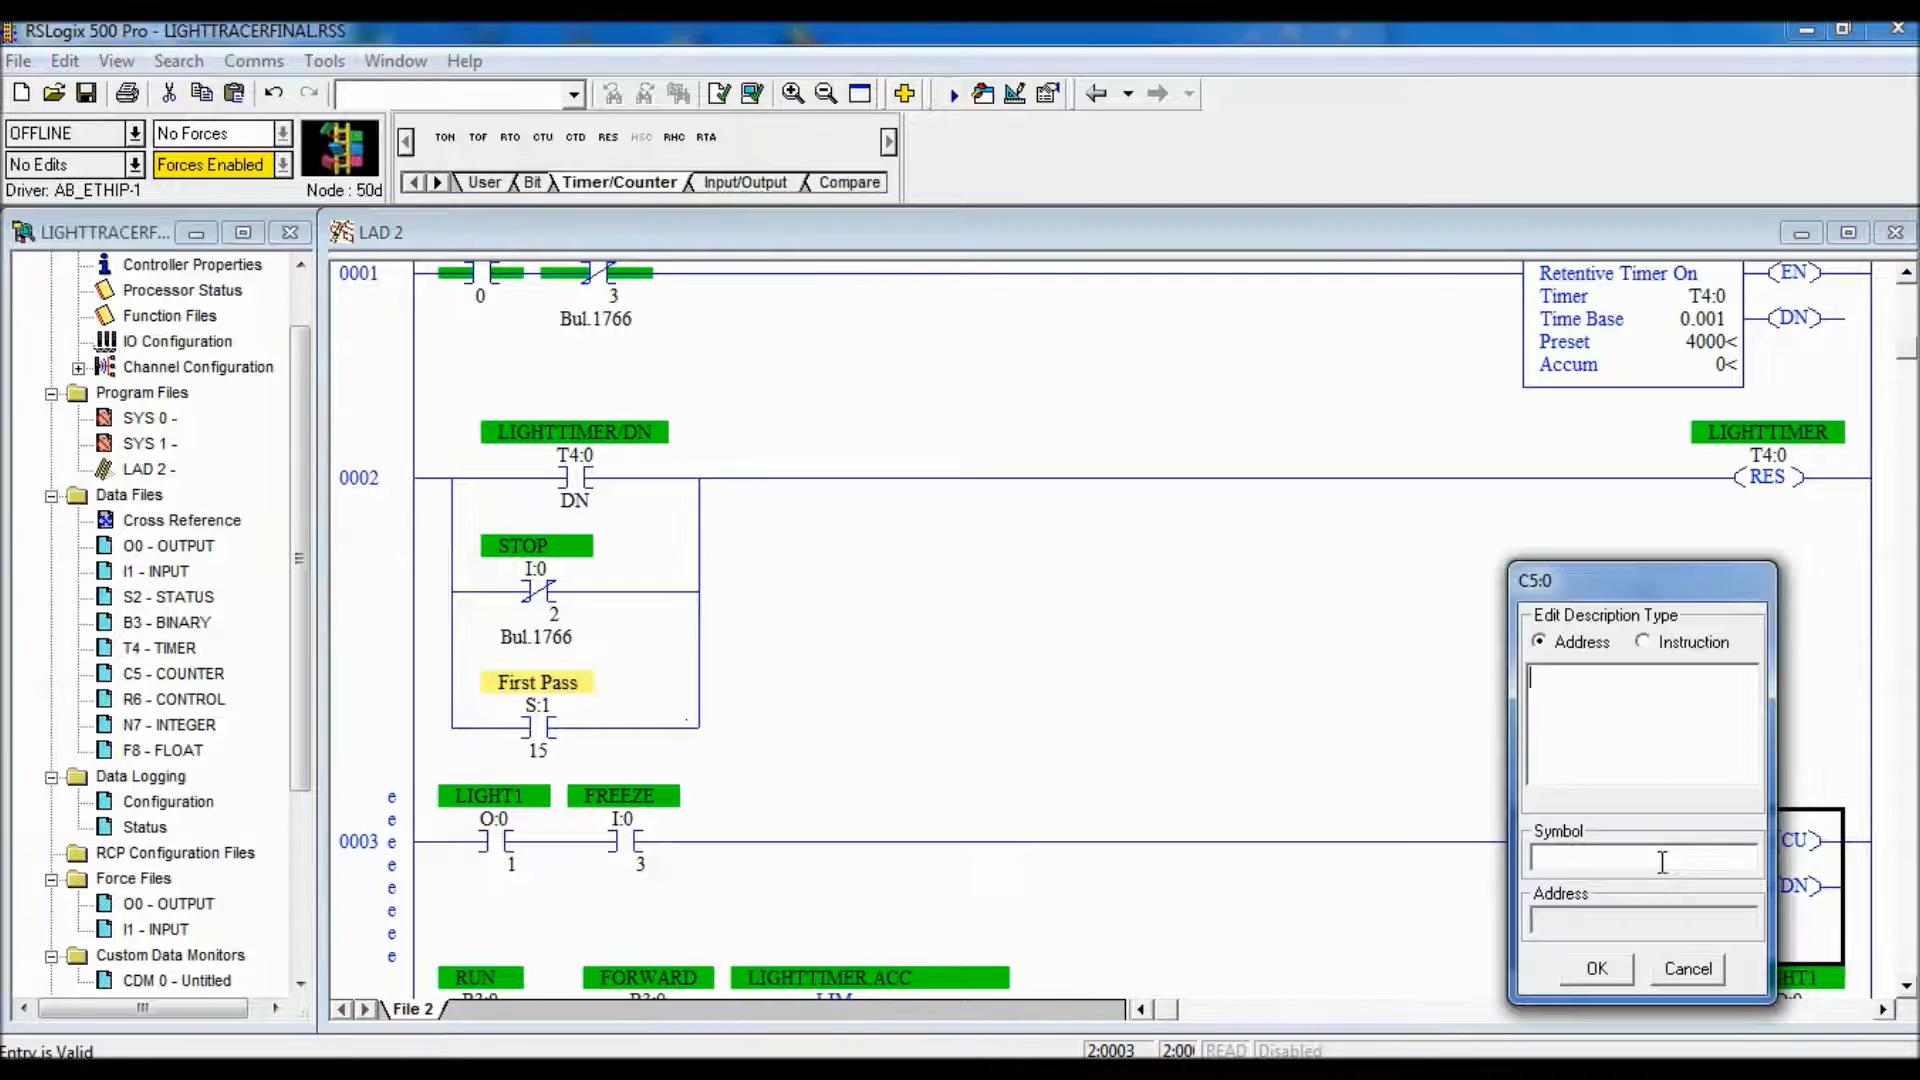 RSLogix 500 Pro - LIGHTTRACERFINAL.RSS
File Edit View Search Comms Tools Window Help
OFFLINE No Forces
No Edits Forces Enabled
Driver: AB_ETHIP-1 Node : 50d
TON TOF RTO CTU CTD RES HSC RHC RTA
User Bit Timer/Counter Input/Output Compare
LIGHTTRACERF...
Controller Properties
Processor Status
Function Files
IO Configuration
Channel Configuration
Program Files
SYS 0 -
SYS 1 -
LAD 2 -
Data Files
Cross Reference
O0 - OUTPUT
I1 - INPUT
S2 - STATUS
B3 - BINARY
T4 - TIMER
C5 - COUNTER
R6 - CONTROL
N7 - INTEGER
F8 - FLOAT
Data Logging
Configuration
Status
RCP Configuration Files
Force Files
O0 - OUTPUT
I1 - INPUT
Custom Data Monitors
CDM 0 - Untitled
LAD 2
0001
0 3
Bul.1766
Retentive Timer On
Timer T4:0
Time Base 0.001
Preset 4000<
Accum 0<
EN
DN
LIGHTTIMER/DN
T4:0
0002
DN
LIGHTTIMER
T4:0
RES
STOP
I:0
2
Bul.1766
First Pass
S:1
15
LIGHT1 FREEZE
O:0 I:0
0003
1 3
e
e
e
e
e
e
e
e
CU
DN
RUN FORWARD LIGHTTIMER.ACC
B3:0 B3:0 LIM
HT1
C5:0
Edit Description Type
Address Instruction
Symbol
Address
OK Cancel
File 2
Entry is Valid
2:0003 2:00 READ Disabled